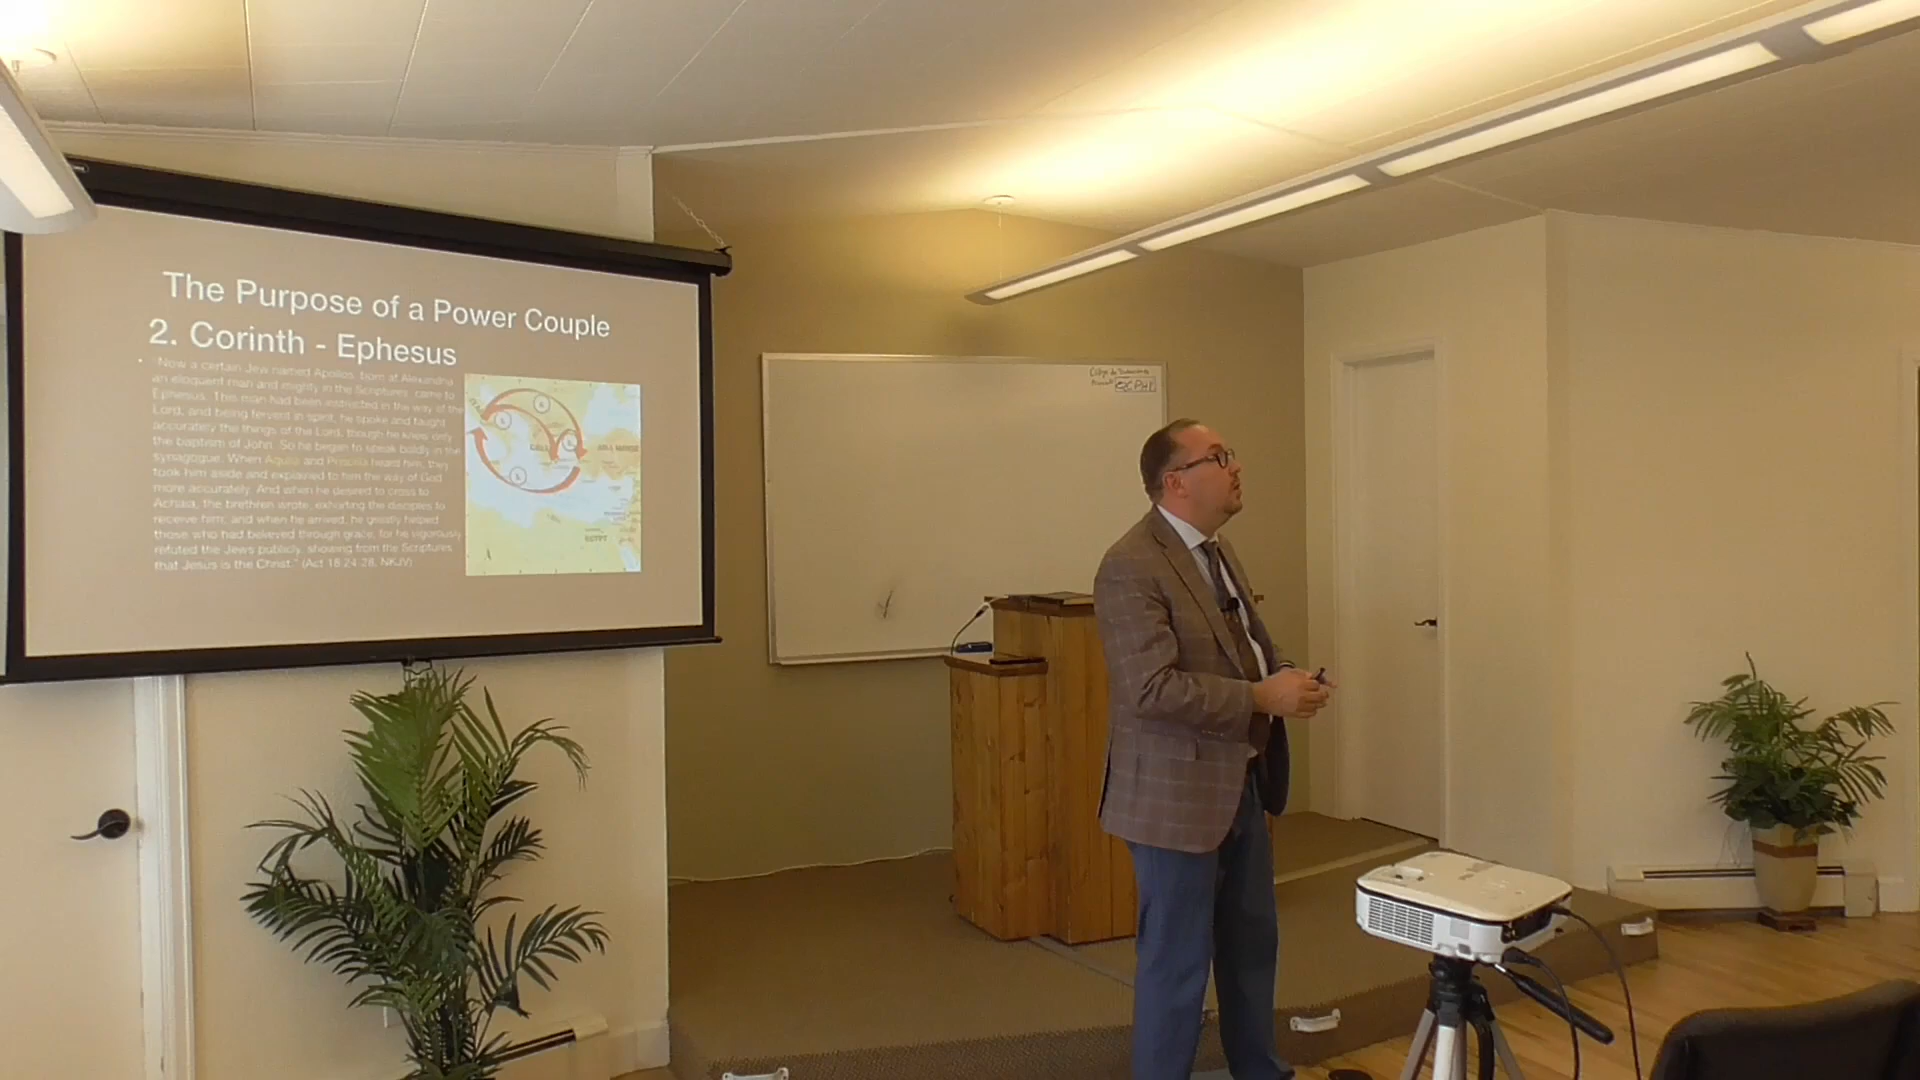 The Purpose of a Power Couple
2. Corinth - Ephesus
• "Now a certain Jew named Apollos, born at Alexandria,
an eloquent man and mighty in the Scriptures, came to
Ephesus. This man had been instructed in the way of the
Lord; and being fervent in spirit, he spoke and taught
accurately the things of the Lord, though he knew only
the baptism of John. So he began to speak boldly in the
synagogue. When Aquila and Priscilla heard him, they
took him aside and explained to him the way of God
more accurately. And when he desired to cross to
Achaia, the brethren wrote, exhorting the disciples to
receive him; and when he arrived, he greatly helped
those who had believed through grace; for he vigorously
refuted the Jews publicly, showing from the Scriptures
that Jesus is the Christ." (Act 18:24-28, NKJV)
EGYPT